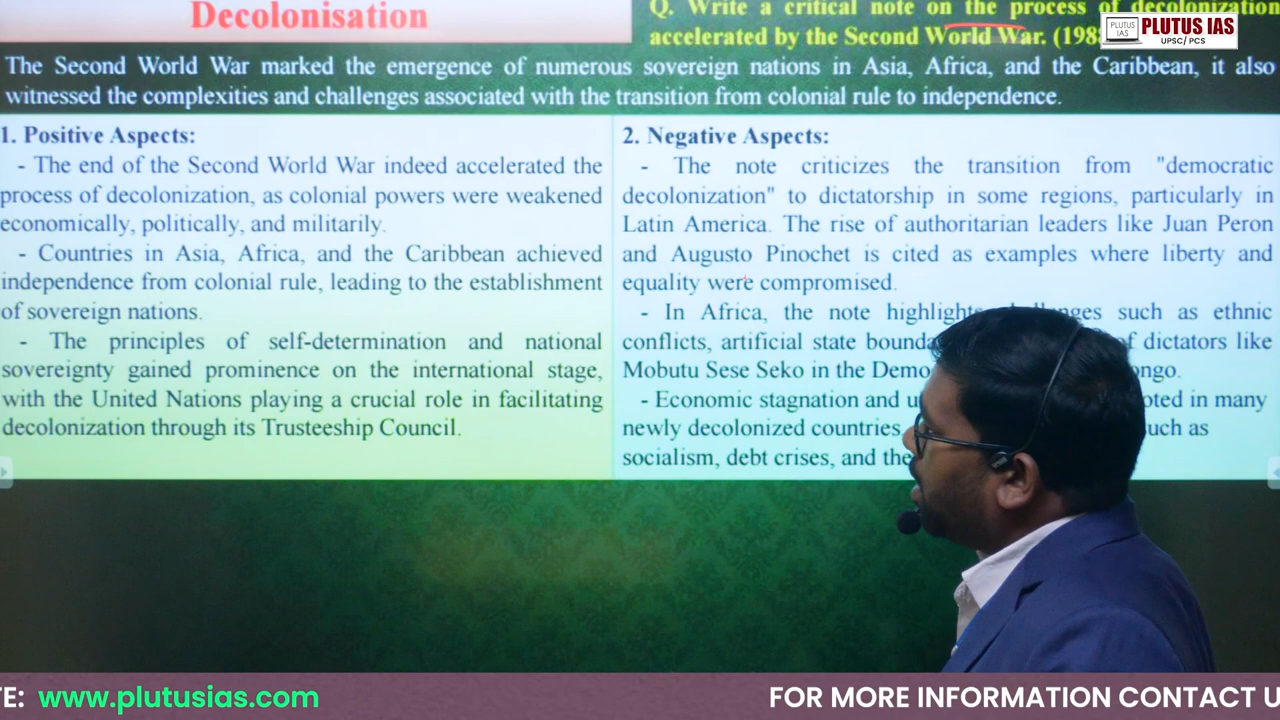 Decolonisation
Q. Write a critical note on the process of decolonization
accelerated by the Second World War. (198
PLUTUS IAS
PLUTUS IAS
UPSC/ PCS
The Second World War marked the emergence of numerous sovereign nations in Asia, Africa, and the Caribbean, it also
witnessed the complexities and challenges associated with the transition from colonial rule to independence.
1. Positive Aspects:
- The end of the Second World War indeed accelerated the
process of decolonization, as colonial powers were weakened
economically, politically, and militarily.
- Countries in Asia, Africa, and the Caribbean achieved
independence from colonial rule, leading to the establishment
of sovereign nations.
- The principles of self-determination and national
sovereignty gained prominence on the international stage,
with the United Nations playing a crucial role in facilitating
decolonization through its Trusteeship Council.
2. Negative Aspects:
- The note criticizes the transition from "democratic
decolonization" to dictatorship in some regions, particularly in
Latin America. The rise of authoritarian leaders like Juan Peron
and Augusto Pinochet is cited as examples where liberty and
equality were compromised.
- In Africa, the note highlights such as ethnic
conflicts, artificial state of dictators like
Mobutu Sese Seko in the
- Economic stagnation and in many
newly decolonized countries such as
socialism, debt crises, and the
TE: www.plutusias.com
FOR MORE INFORMATION CONTACT U